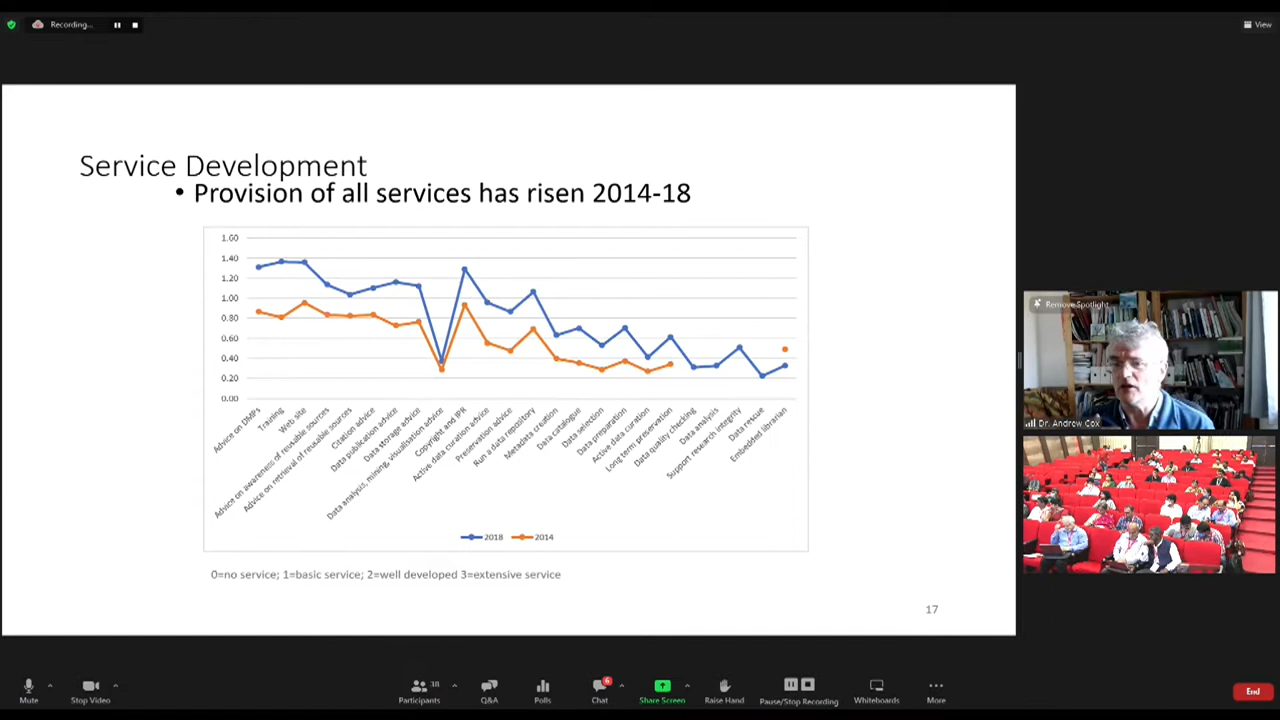 Recording...
View
Service Development
• Provision of all services has risen 2014-18
1.60
1.40
1.20
1.00
0.80
0.60
0.40
0.20
0.00
Advice on DMPs
Training
Web site
Advice on awareness of reusable sources
Advice on retrieval of reusable sources
Citation advice
Data publication advice
Data storage advice
Data analysis, mining, visualisation advice
Copyright and IPR
Active data curation advice
Preservation advice
Run a data repository
Metadata creation
Data catalogue
Data selection
Data preparation
Active data curation
Long term preservation
Data quality checking
Data analysis
Support research integrity
Data rescue
Embedded librarian
2018 2014
0=no service; 1=basic service; 2=well developed 3=extensive service
17
Remove Spotlight
Dr. Andrew Cox
Mute
Stop Video
38
Participants
Q&A
Polls
6
Chat
Share Screen
Raise Hand
Pause/Stop Recording
Whiteboards
More
End